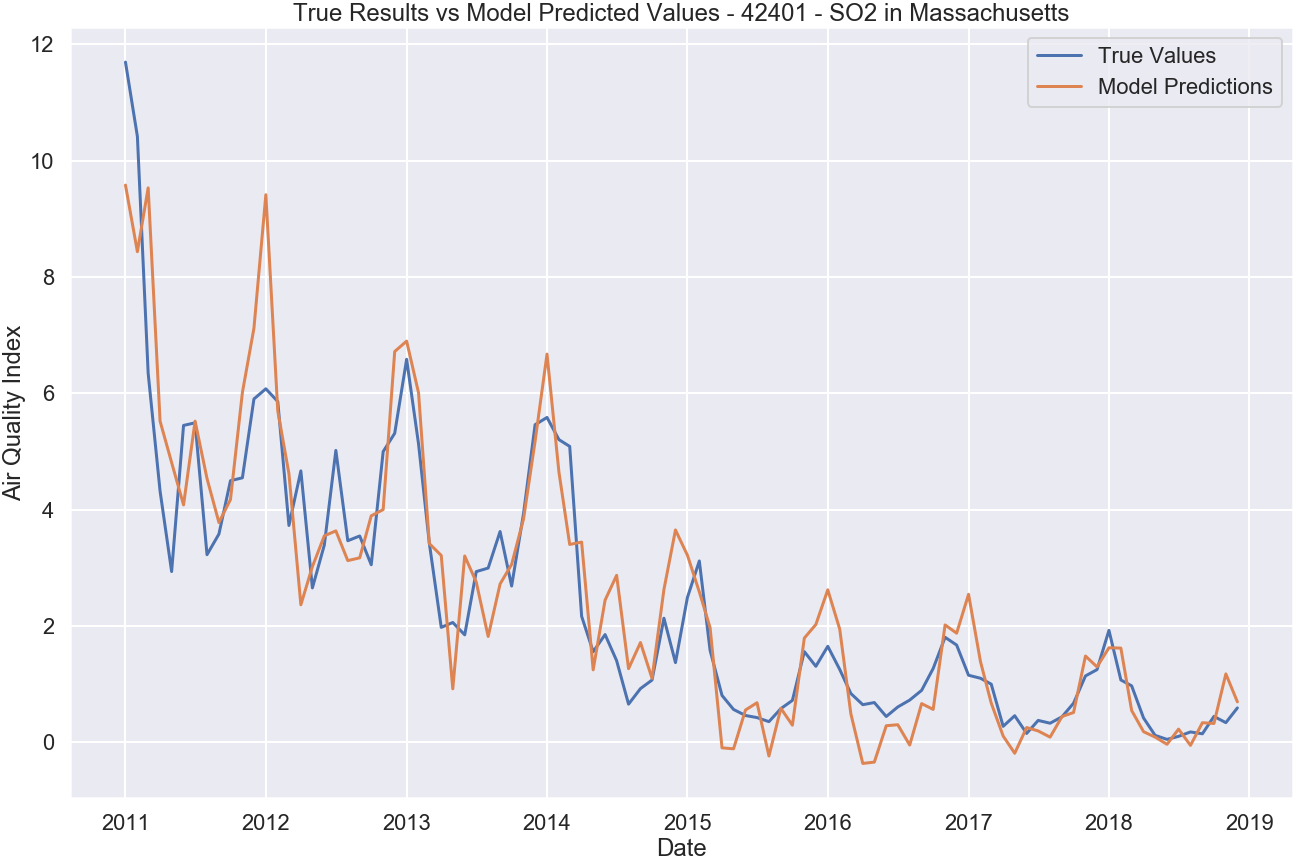 True Results vs Model Predicted Values - 42401 - SO2 in Massachusetts
True Values
Model Predictions
Air Quality Index
12
10
8
6
4
2
0
2011 2012 2013 2014 2015 2016 2017 2018 2019
Date